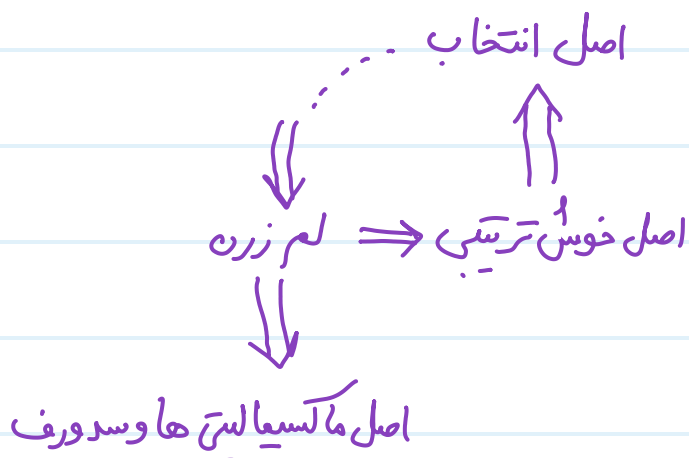 اصل انتخاب
اصل خوش ترتیبی
لم زرن
اصل ماکسیمالیتی هاوسدورف